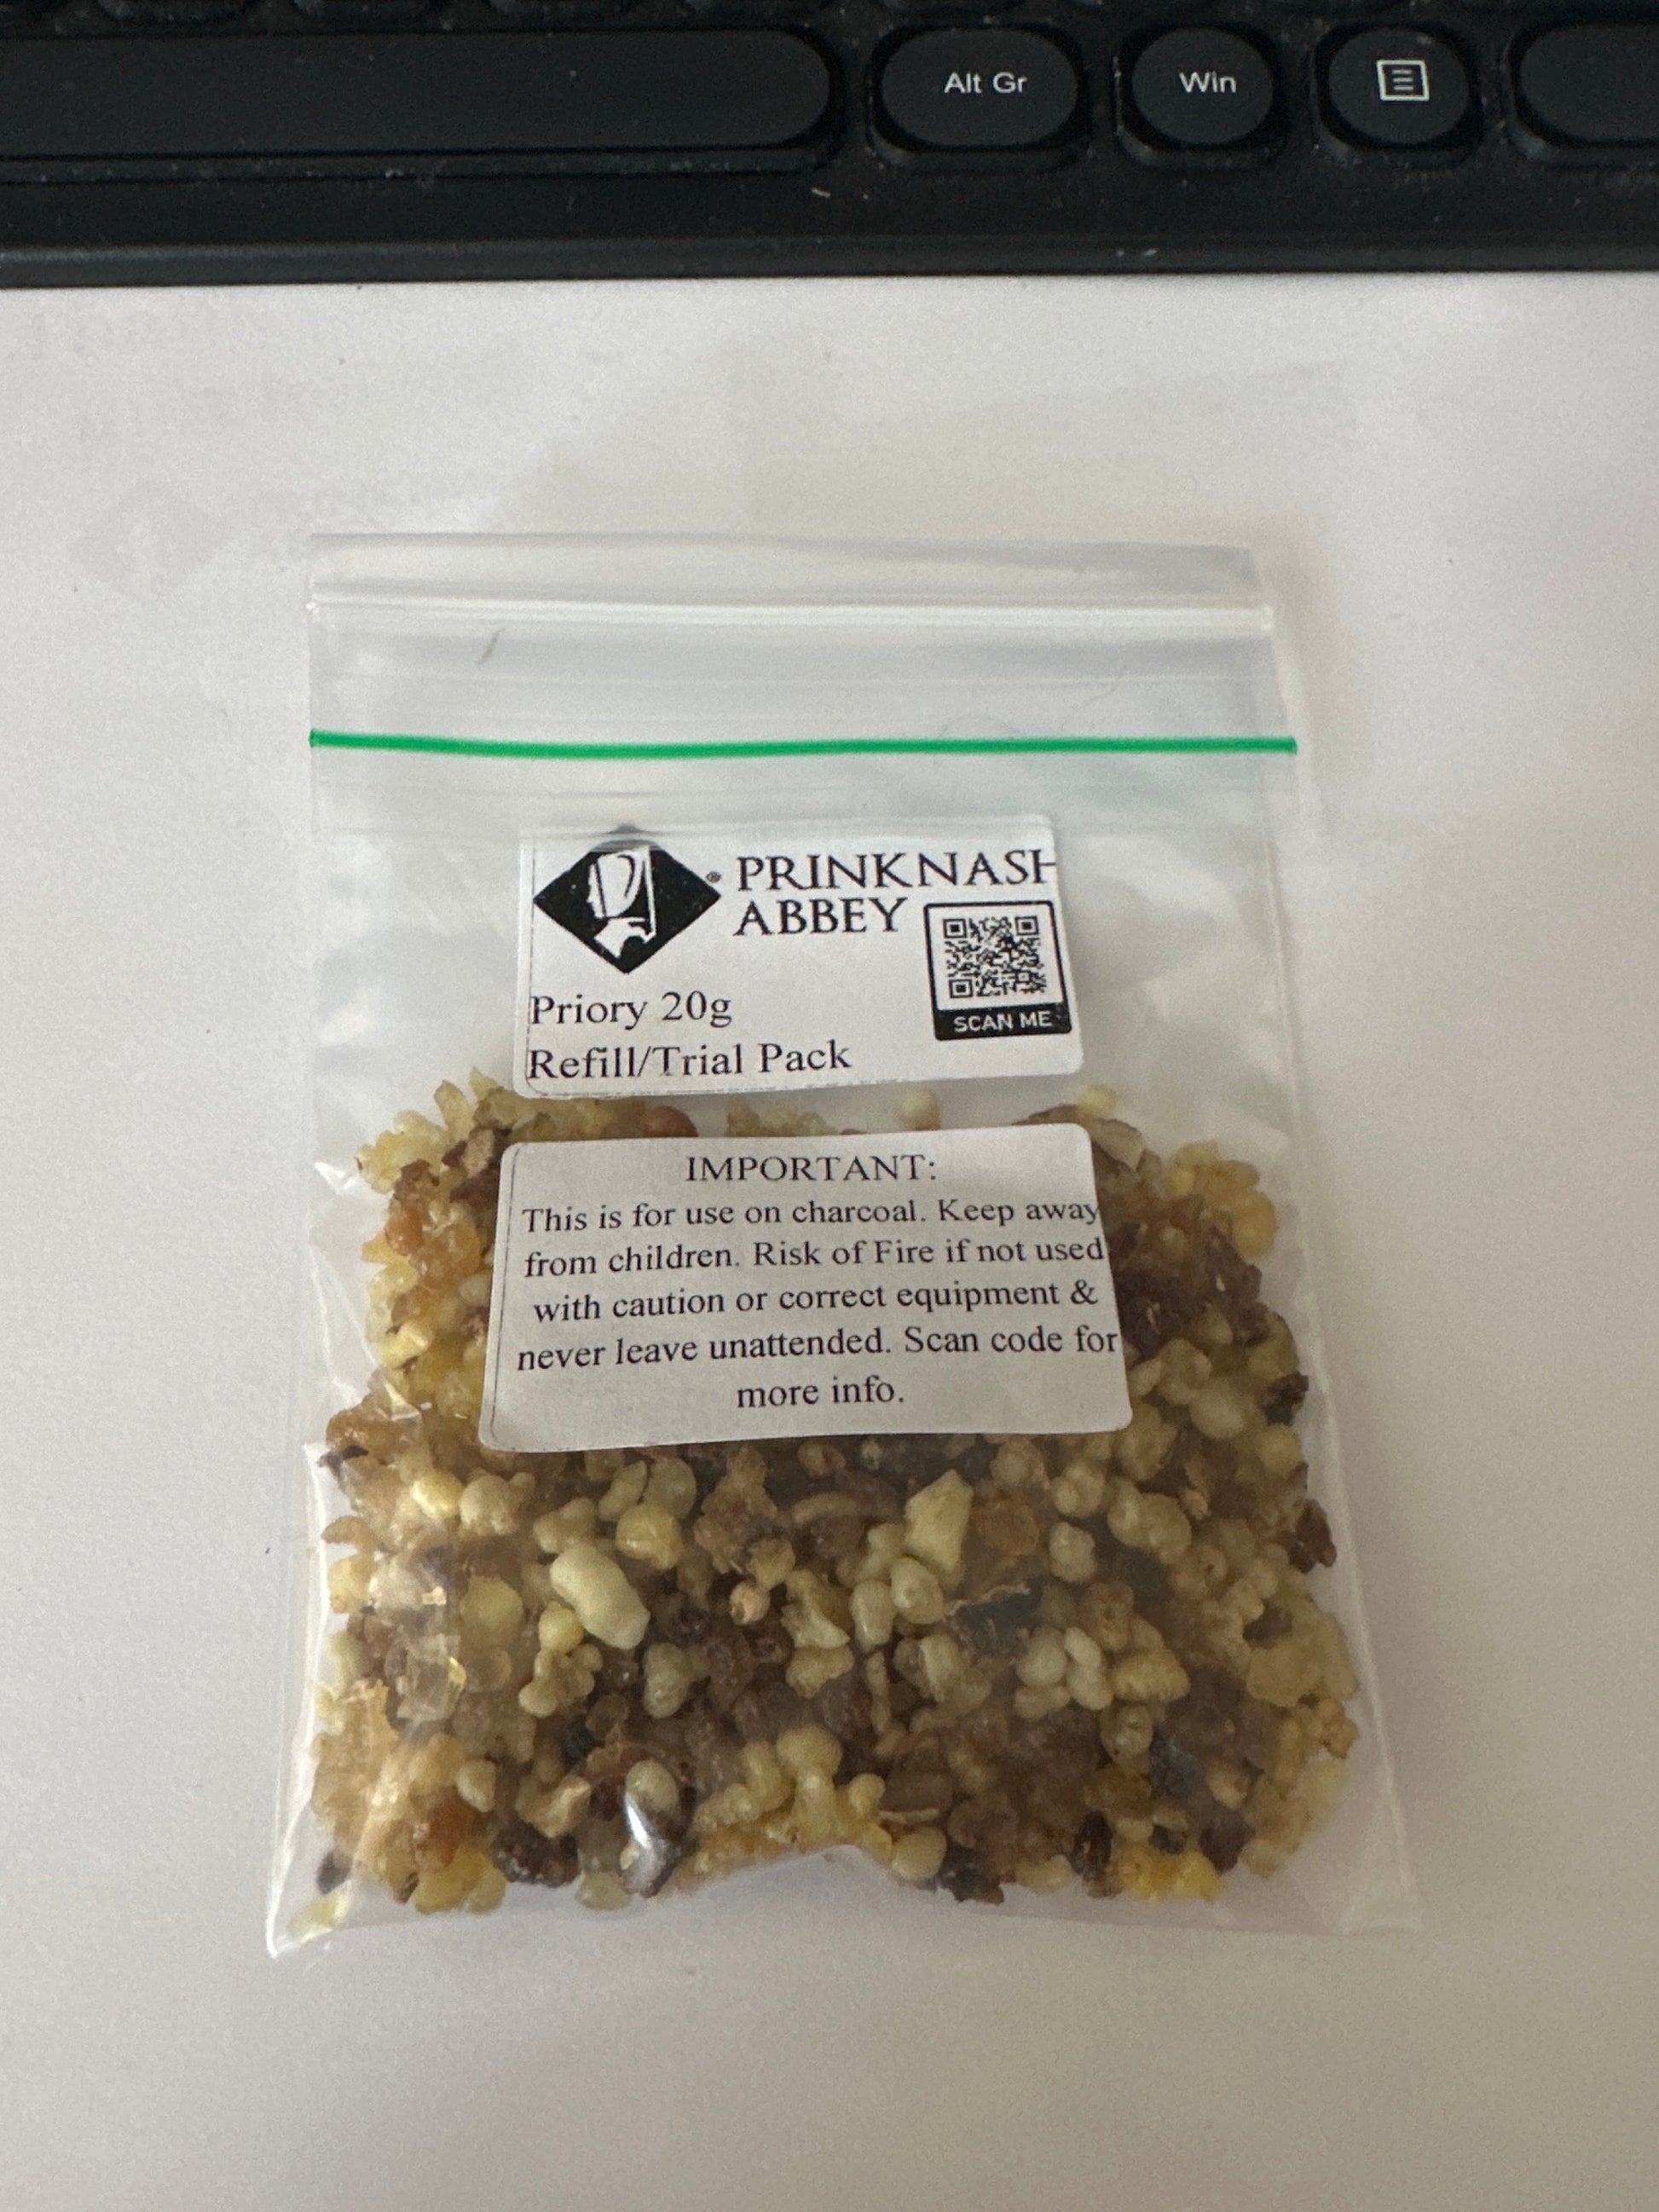 Alt Gr
Win
PRINKNASH
ABBEY
Priory 20g
SCAN ME
Refill/Trial Pack
IMPORTANT:
This is for use on charcoal. Keep away
from children. Risk of Fire if not used
with caution or correct equipment &
never leave unattended. Scan code for
more info.